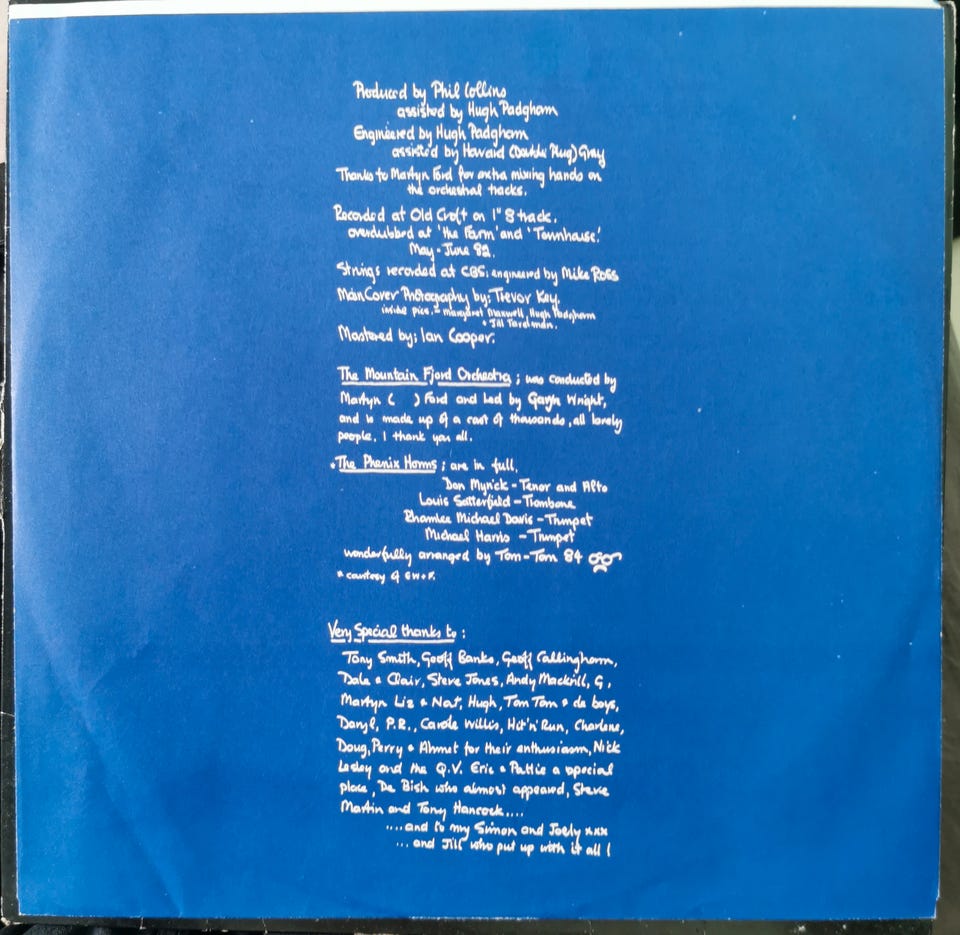 Produced by Phil Collins
assisted by Hugh Padgham
Engineered by Hugh Padgham
assisted by Howard (Double Plug) Gray
Thanks to Martyn Ford for extra mixing hands on
the orchestral tracks.
Recorded at Old Croft on 1" 8 track.
overdubbed at 'the Farm' and 'Townhouse'.
May - June 82.
Strings recorded at CBS; engineered by Mike Ross
Main Cover Photography by; Trevor Key.
inside pics. - Margaret Maxwell, Hugh Padgham
+ Jill Tavelman.
Mastered by; Ian Cooper.
The Mountain Fjord Orchestra ; was conducted by
Martyn ( ) Ford and led by Gavyn Wright,
and is made up of a cast of thousands, all lovely
people. I thank you all.
*The Phenix Horns ; are in full,
Don Myrick - Tenor and Alto
Louis Satterfield - Trombone
Rhamlee Michael Davis - Trumpet
Michael Harris - Trumpet
wonderfully arranged by Tom-Tom 84
* courtesy of E.W.F.
Very Special thanks to :
Tony Smith, Geoff Banks, Geoff Callingham,
Dale & Clair, Steve Jones, Andy Mackrill, G,
Martyn Liz & Nat, Hugh, Tom Tom & de boys,
Daryl, P.R., Carole Willis, Hit'n'Run, Charlene,
Doug, Perry & Ahmet for their enthusiasm, Nick
Lesley and the Q.V. Eric & Pattie a special
place, De Bish who almost appeared, Steve
Martin and Tony Hancock....
....and to my Simon and Joely xxx
... and Jill who put up with it all !